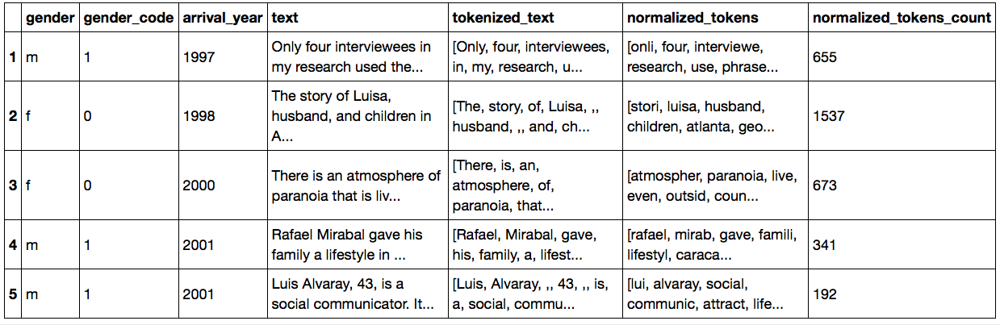 gender gender_code arrival_year text tokenized_text normalized_tokens normalized_tokens_count
1 m 1 1997 Only four interviewees in my research used the... [Only, four, interviewees, in, my, research, u... [onli, four, interviewe, research, use, phrase... 655
2 f 0 1998 The story of Luisa, husband, and children in A... [The, story, of, Luisa, ,, husband, ,, and, ch... [stori, luisa, husband, children, atlanta, geo... 1537
3 f 0 2000 There is an atmosphere of paranoia that is liv... [There, is, an, atmosphere, of, paranoia, that... [atmospher, paranoia, live, even, outsid, coun... 673
4 m 1 2001 Rafael Mirabal gave his family a lifestyle in ... [Rafael, Mirabal, gave, his, family, a, lifest... [rafael, mirab, gave, famili, lifestyl, caraca... 341
5 m 1 2001 Luis Alvaray, 43, is a social communicator. It... [Luis, Alvaray, ,, 43, ,, is, a, social, commu... [lui, alvaray, social, communic, attract, life... 192